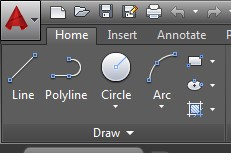 Home Insert Annotate
Line Polyline Circle Arc
Draw